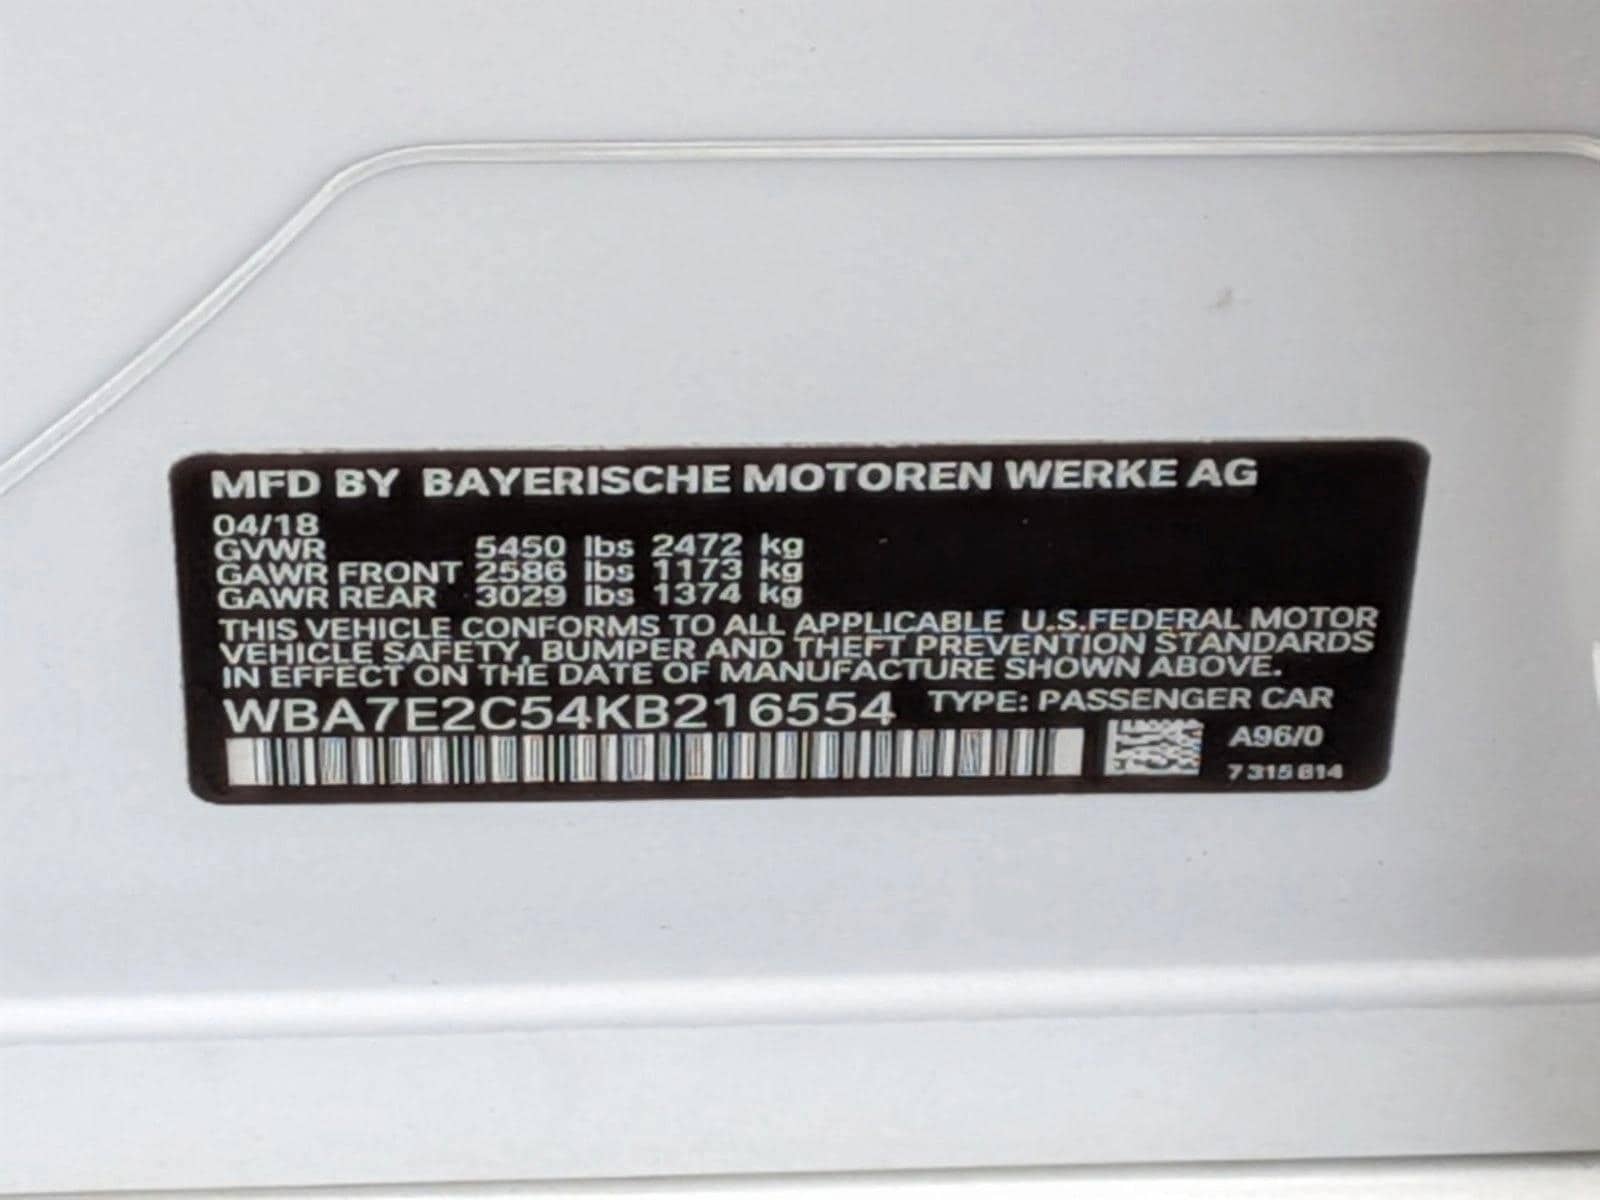 MFD BY BAYERISCHE MOTOREN WERKE AG
04/18
GVWR 5450 lbs 2472 kg
GAWR FRONT 2586 lbs 1173 kg
GAWR REAR 3029 lbs 1374 kg
THIS VEHICLE CONFORMS TO ALL APPLICABLE U.S.FEDERAL MOTOR
VEHICLE SAFETY, BUMPER AND THEFT PREVENTION STANDARDS
IN EFFECT ON THE DATE OF MANUFACTURE SHOWN ABOVE.
WBA7E2C54KB216554 TYPE: PASSENGER CAR
A96/0
7 315 814